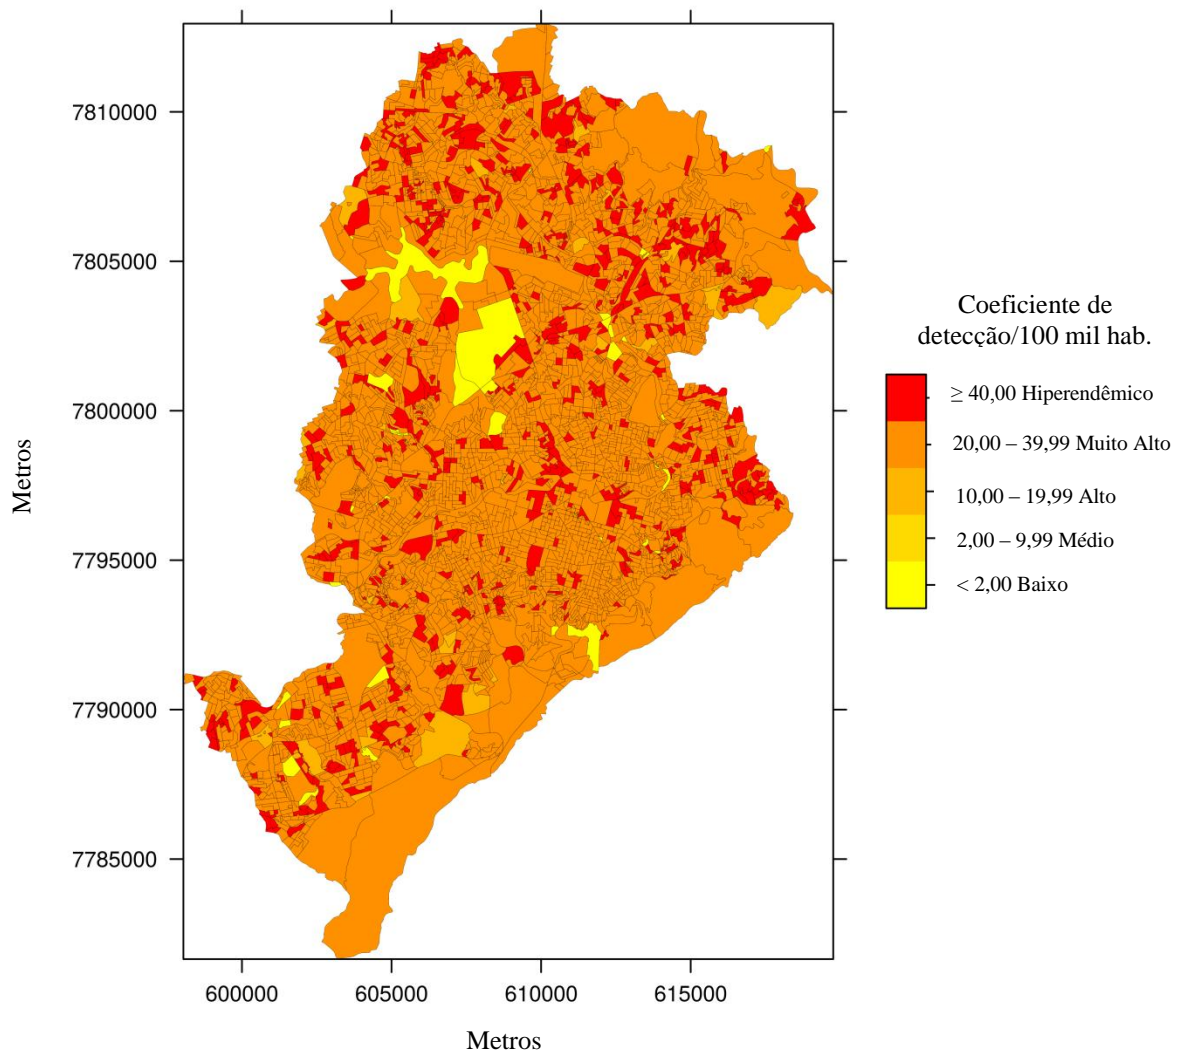 7810000
7805000
7800000
7795000
7790000
7785000
Metros
600000
605000
610000
615000
Metros
Coeficiente de
detecção/100 mil hab.
≥ 40,00 Hiperendêmico
20,00 – 39,99 Muito Alto
10,00 – 19,99 Alto
2,00 – 9,99 Médio
< 2,00 Baixo